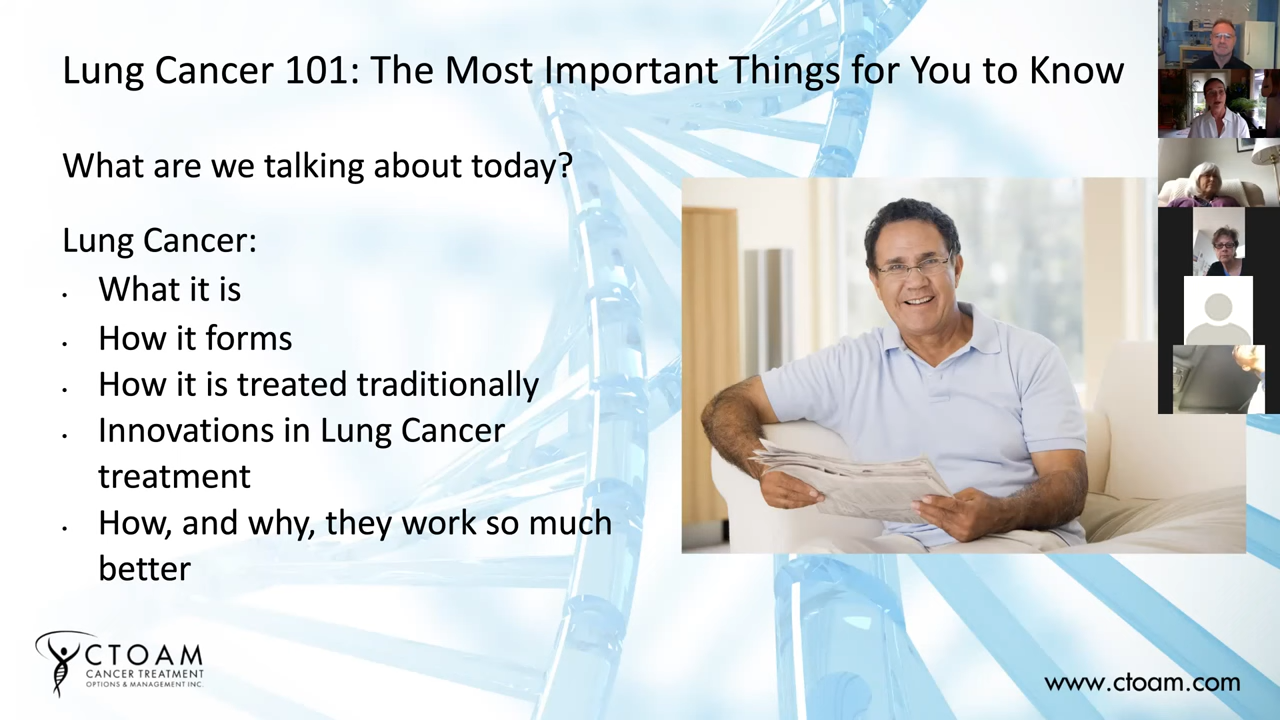 Lung Cancer 101: The Most Important Things for You to Know
What are we talking about today?
Lung Cancer:
• What it is
• How it forms
• How it is treated traditionally
• Innovations in Lung Cancer
treatment
• How, and why, they work so much
better
CTOAM
CANCER TREATMENT
OPTIONS & MANAGEMENT INC.
www.ctoam.com